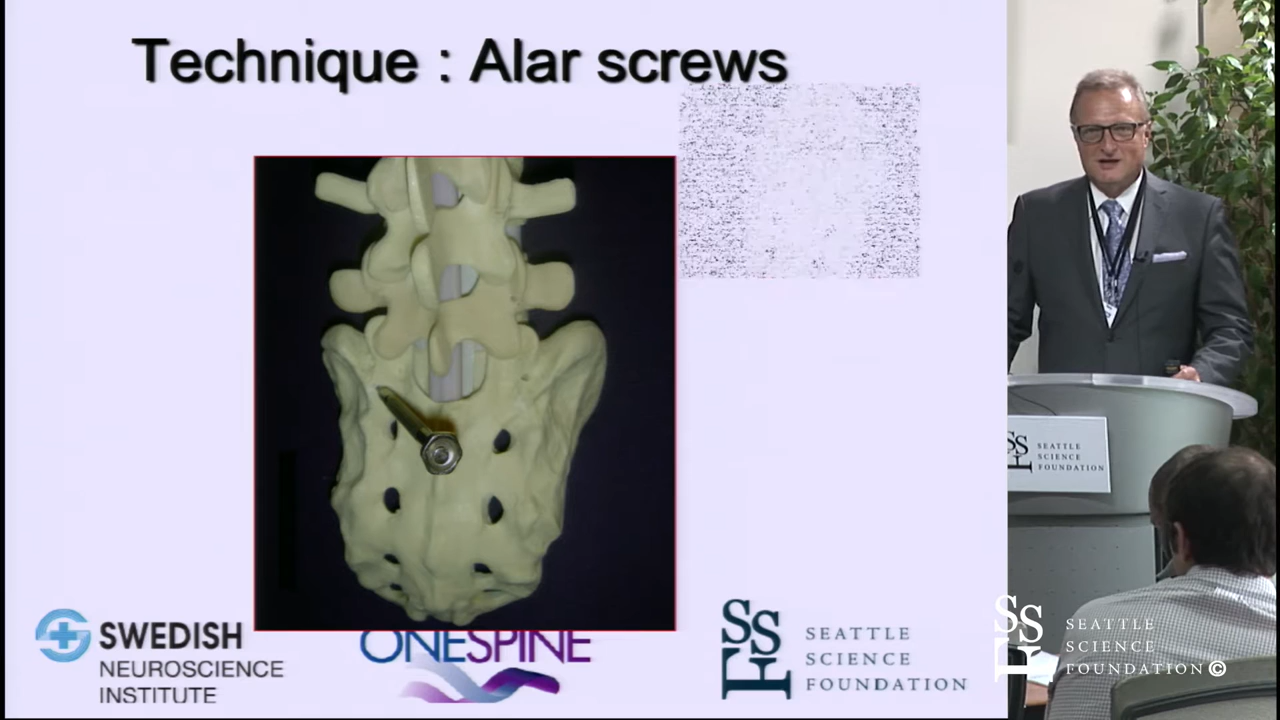 Technique : Alar screws
SWEDISH
NEUROSCIENCE
INSTITUTE
ONESPINE
SSF
SEATTLE
SCIENCE
FOUNDATION
SSF
SEATTLE
SCIENCE
FOUNDATION
SSF
SEATTLE
SCIENCE
FOUNDATION©